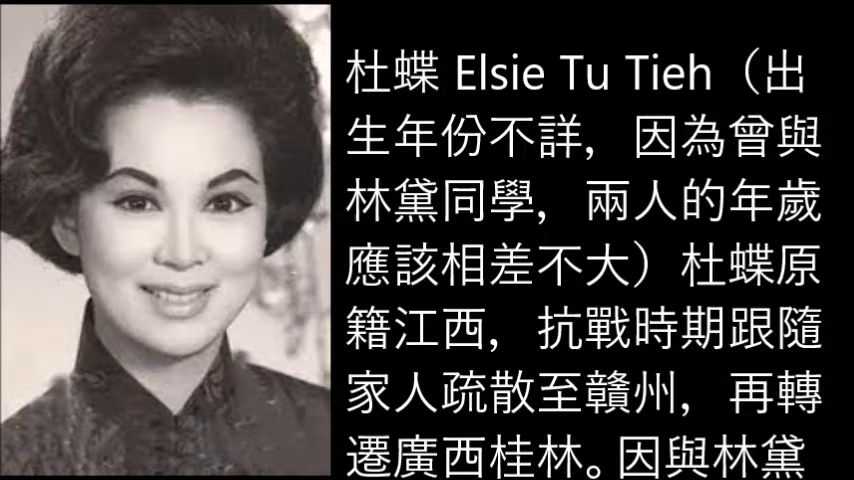 杜蝶 Elsie Tu Tieh（出
生年份不詳，因為曾與
林黛同學，兩人的年歲
應該相差不大）杜蝶原
籍江西，抗戰時期跟隨
家人疏散至贛州，再轉
遷廣西桂林。因與林黛